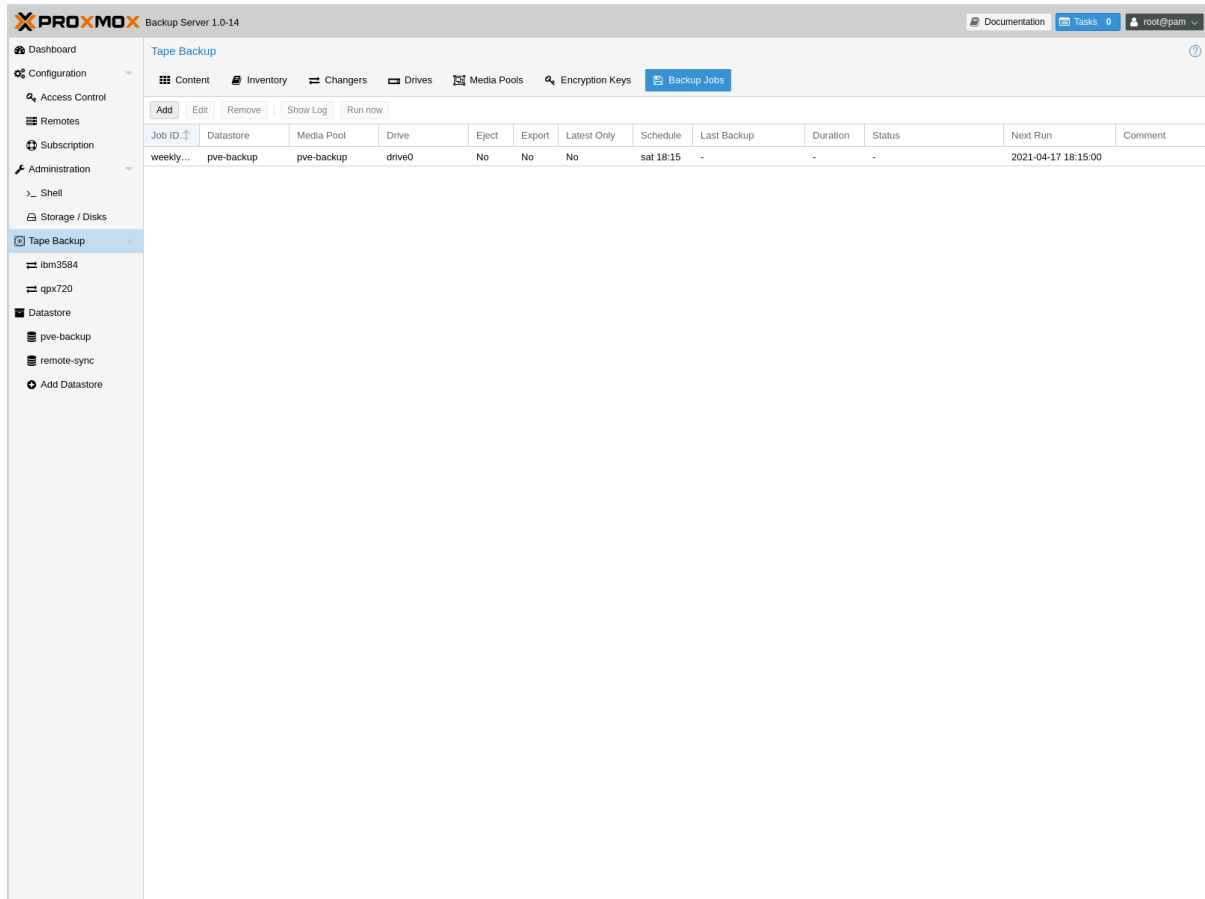 PROXMOX Backup Server 1.0-14 Documentation Tasks 0 root@pam
Dashboard
Configuration
Access Control
Remotes
Subscription
Administration
Shell
Storage / Disks
Tape Backup
ibm3584
qpx720
Datastore
pve-backup
remote-sync
Add Datastore
Tape Backup
Content Inventory Changers Drives Media Pools Encryption Keys Backup Jobs
Add Edit Remove Show Log Run now
Job ID. Datastore Media Pool Drive Eject Export Latest Only Schedule Last Backup Duration Status Next Run Comment
weekly... pve-backup pve-backup drive0 No No No sat 18:15 - - - 2021-04-17 18:15:00